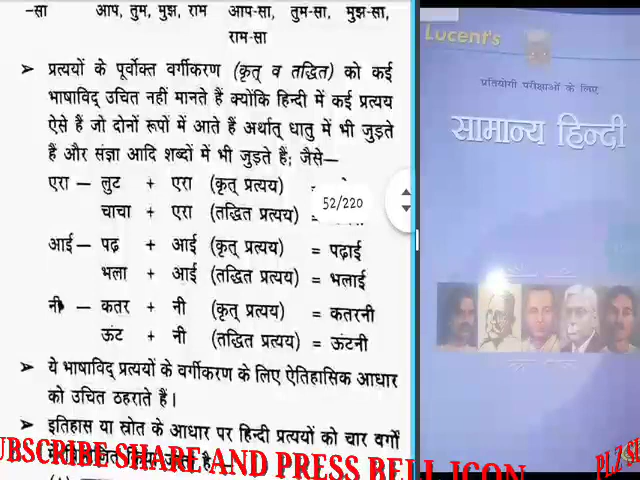 –सा आप, तुम, मुझ, राम आप-सा, तुम-सा, मुझ-सा,
राम-सा
➤ प्रत्ययों के पूर्वोक्त वर्गीकरण (कृत् व तद्धित) को कई
भाषाविद् उचित नहीं मानते हैं क्योंकि हिन्दी में कई प्रत्यय
ऐसे हैं जो दोनों रूपों में आते हैं अर्थात् धातु में भी जुड़ते
हैं और संज्ञा आदि शब्दों में भी जुड़ते हैं; जैसे—
एरा — लुट + एरा (कृत् प्रत्यय) =
चाचा + एरा (तद्धित प्रत्यय) =
52/220
आई — पढ़ + आई (कृत् प्रत्यय) = पढ़ाई
भला + आई (तद्धित प्रत्यय) = भलाई
नी — कतर + नी (कृत् प्रत्यय) = कतरनी
ऊंट + नी (तद्धित प्रत्यय) = ऊंटनी
➤ ये भाषाविद् प्रत्ययों के वर्गीकरण के लिए ऐतिहासिक आधार
को उचित ठहराते हैं।
➤ इतिहास या स्रोत के आधार पर हिन्दी प्रत्ययों को चार वर्गों
Lucent's
प्रतियोगी परीक्षाओं के लिए
सामान्य हिन्दी
UBSCRIBE SHARE AND PRESS BELL ICON
PLZ SE